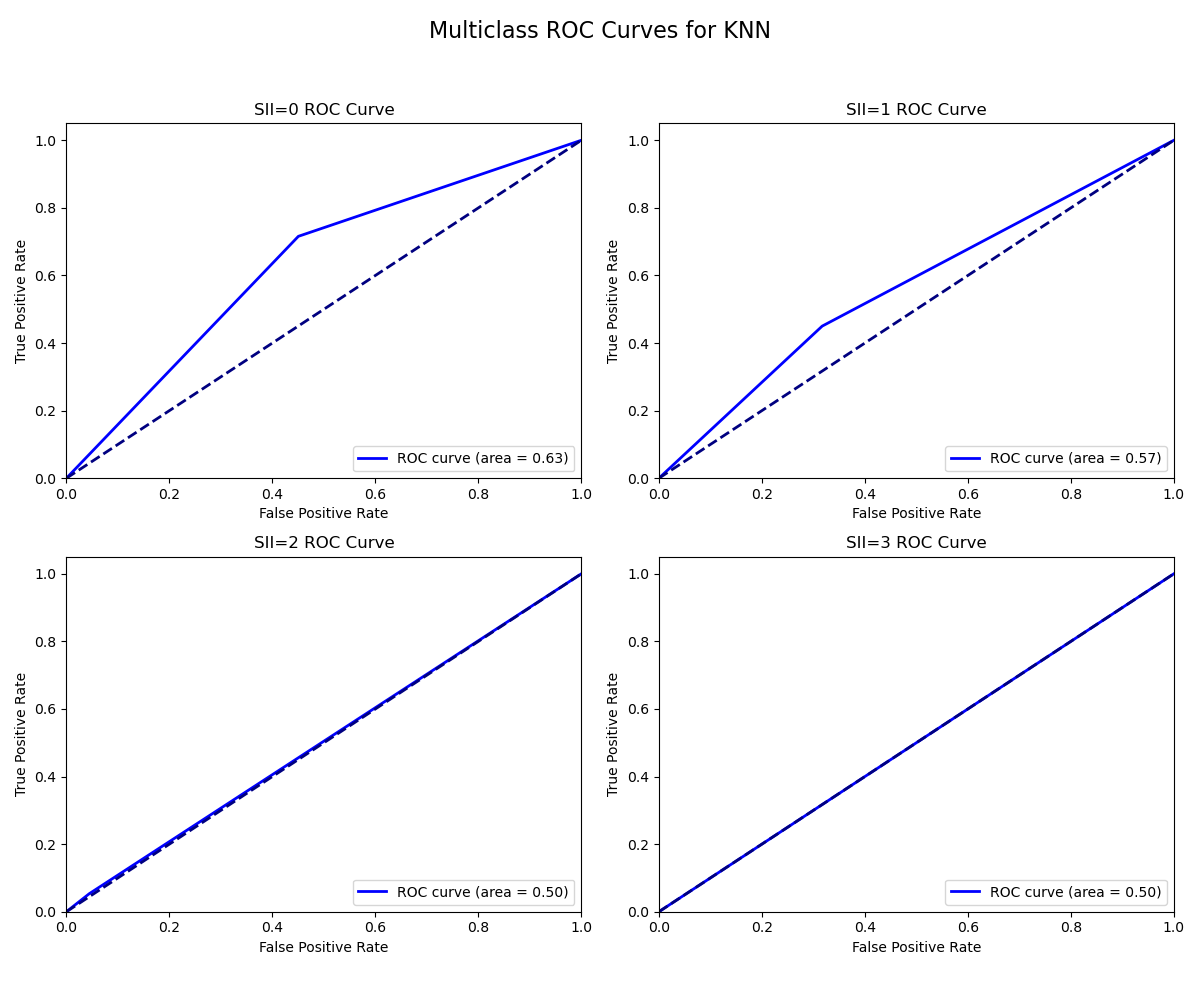 Multiclass ROC Curves for KNN
SII=0 ROC Curve
True Positive Rate
1.0
0.8
0.6
0.4
0.2
0.0
ROC curve (area = 0.63)
0.0 0.2 0.4 0.6 0.8 1.0
False Positive Rate
SII=1 ROC Curve
True Positive Rate
1.0
0.8
0.6
0.4
0.2
0.0
ROC curve (area = 0.57)
0.0 0.2 0.4 0.6 0.8 1.0
False Positive Rate
SII=2 ROC Curve
True Positive Rate
1.0
0.8
0.6
0.4
0.2
0.0
ROC curve (area = 0.50)
0.0 0.2 0.4 0.6 0.8 1.0
False Positive Rate
SII=3 ROC Curve
True Positive Rate
1.0
0.8
0.6
0.4
0.2
0.0
ROC curve (area = 0.50)
0.0 0.2 0.4 0.6 0.8 1.0
False Positive Rate